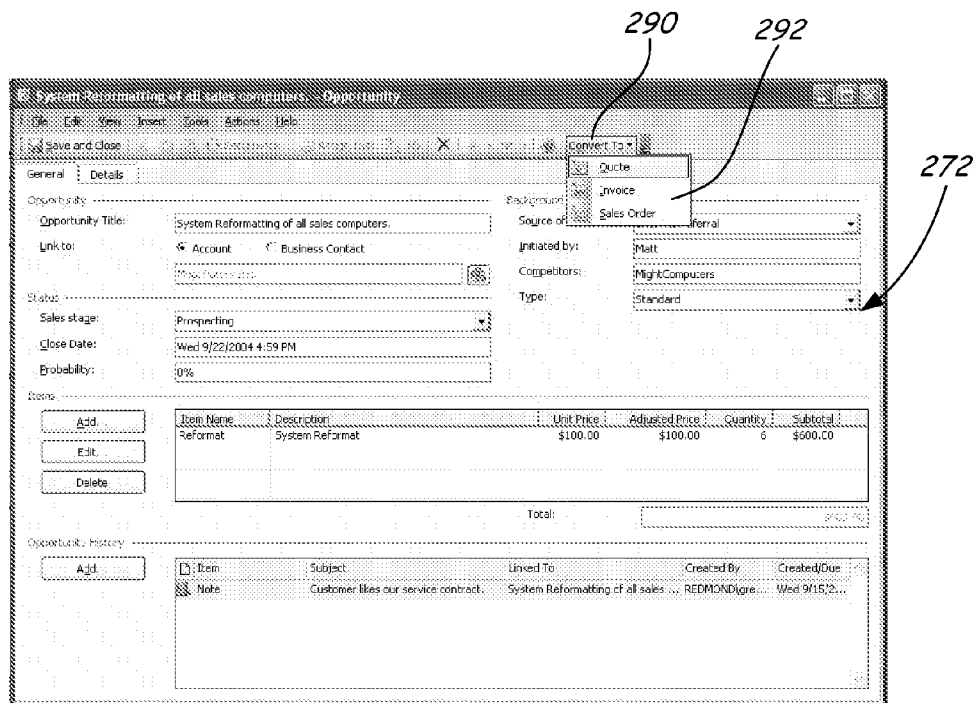 290
292
272
System Reformatting of all sales computers. - Opportunity
File Edit View Insert Tools Actions Help
Save and Close
Convert To
Quote
Invoice
Sales Order
General Details
Opportunity
Opportunity Title: System Reformatting of all sales computers.
Link to: Account Business Contact
Background
Source of
Initiated by: Matt
Competitors: MightComputers
Type: Standard
Status
Sales stage: Prospecting
Close Date: Wed 9/22/2004 4:59 PM
Probability: 0%
Items
Add.
Edit.
Delete
Item Name Description Unit Price Adjusted Price Quantity Subtotal
Reformat System Reformat $100.00 $100.00 6 $600.00
Total:
Opportunity History
Add.
Item Subject Linked To Created By Created/Due
Note Customer likes our service contract. System Reformatting of all sales ... REDMOND\gre... Wed 9/15/2...